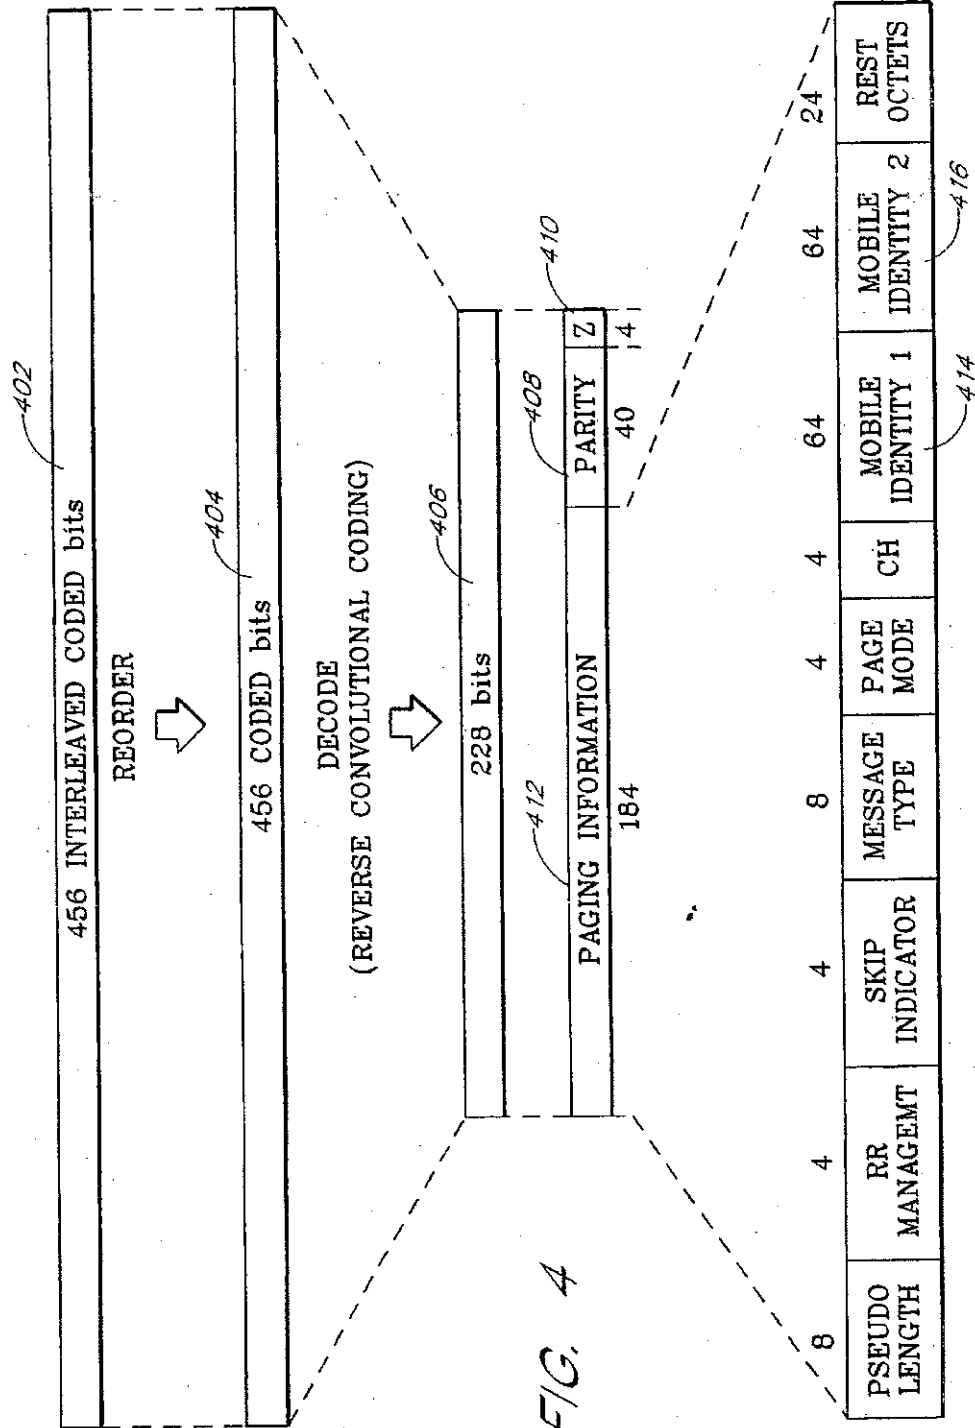 402
456 INTERLEAVED CODED bits
REORDER
404
456 CODED bits
DECODE
(REVERSE CONVOLUTIONAL CODING)
406
228 bits
412
408
410
PAGING INFORMATION
PARITY
Z
184
40
4
FIG. 4
8
4
4
8
4
4
64
64
24
PSEUDO
LENGTH
RR
MANAGEMT
SKIP
INDICATOR
MESSAGE
TYPE
PAGE
MODE
CH
MOBILE
IDENTITY 1
MOBILE
IDENTITY 2
REST
OCTETS
414
416